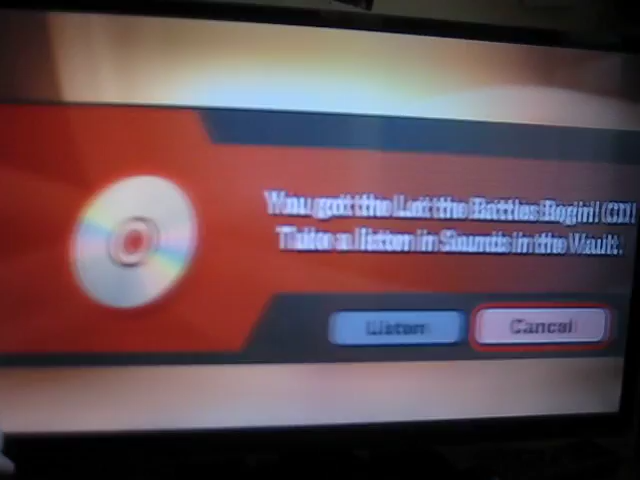 You got the Let the Battles Begin! CD!
Take a listen in Sounds in the Vault!
Listen
Cancel